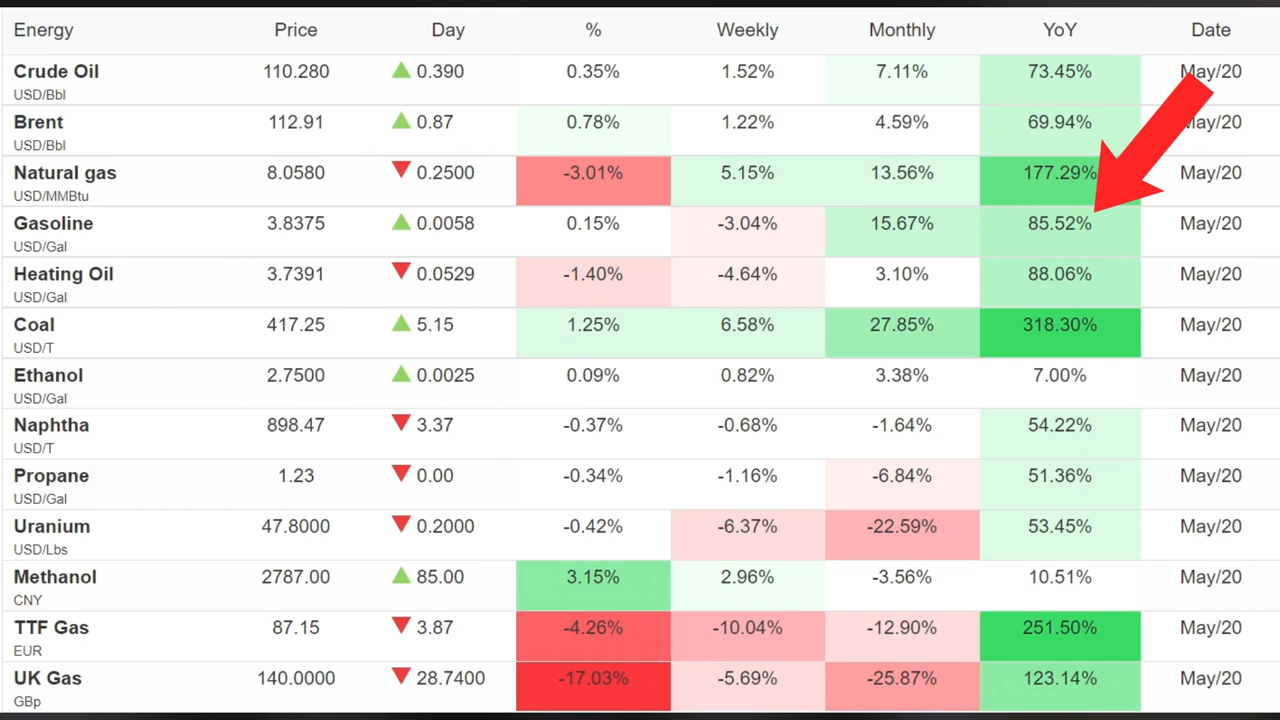 Energy Price Day % Weekly Monthly YoY Date
Crude Oil 110.280 0.390 0.35% 1.52% 7.11% 73.45% May/20
USD/Bbl
Brent 112.91 0.87 0.78% 1.22% 4.59% 69.94% May/20
USD/Bbl
Natural gas 8.0580 0.2500 -3.01% 5.15% 13.56% 177.29% May/20
USD/MMBtu
Gasoline 3.8375 0.0058 0.15% -3.04% 15.67% 85.52% May/20
USD/Gal
Heating Oil 3.7391 0.0529 -1.40% -4.64% 3.10% 88.06% May/20
USD/Gal
Coal 417.25 5.15 1.25% 6.58% 27.85% 318.30% May/20
USD/T
Ethanol 2.7500 0.0025 0.09% 0.82% 3.38% 7.00% May/20
USD/Gal
Naphtha 898.47 3.37 -0.37% -0.68% -1.64% 54.22% May/20
USD/T
Propane 1.23 0.00 -0.34% -1.16% -6.84% 51.36% May/20
USD/Gal
Uranium 47.8000 0.2000 -0.42% -6.37% -22.59% 53.45% May/20
USD/Lbs
Methanol 2787.00 85.00 3.15% 2.96% -3.56% 10.51% May/20
CNY
TTF Gas 87.15 3.87 -4.26% -10.04% -12.90% 251.50% May/20
EUR
UK Gas 140.0000 28.7400 -17.03% -5.69% -25.87% 123.14% May/20
GBp